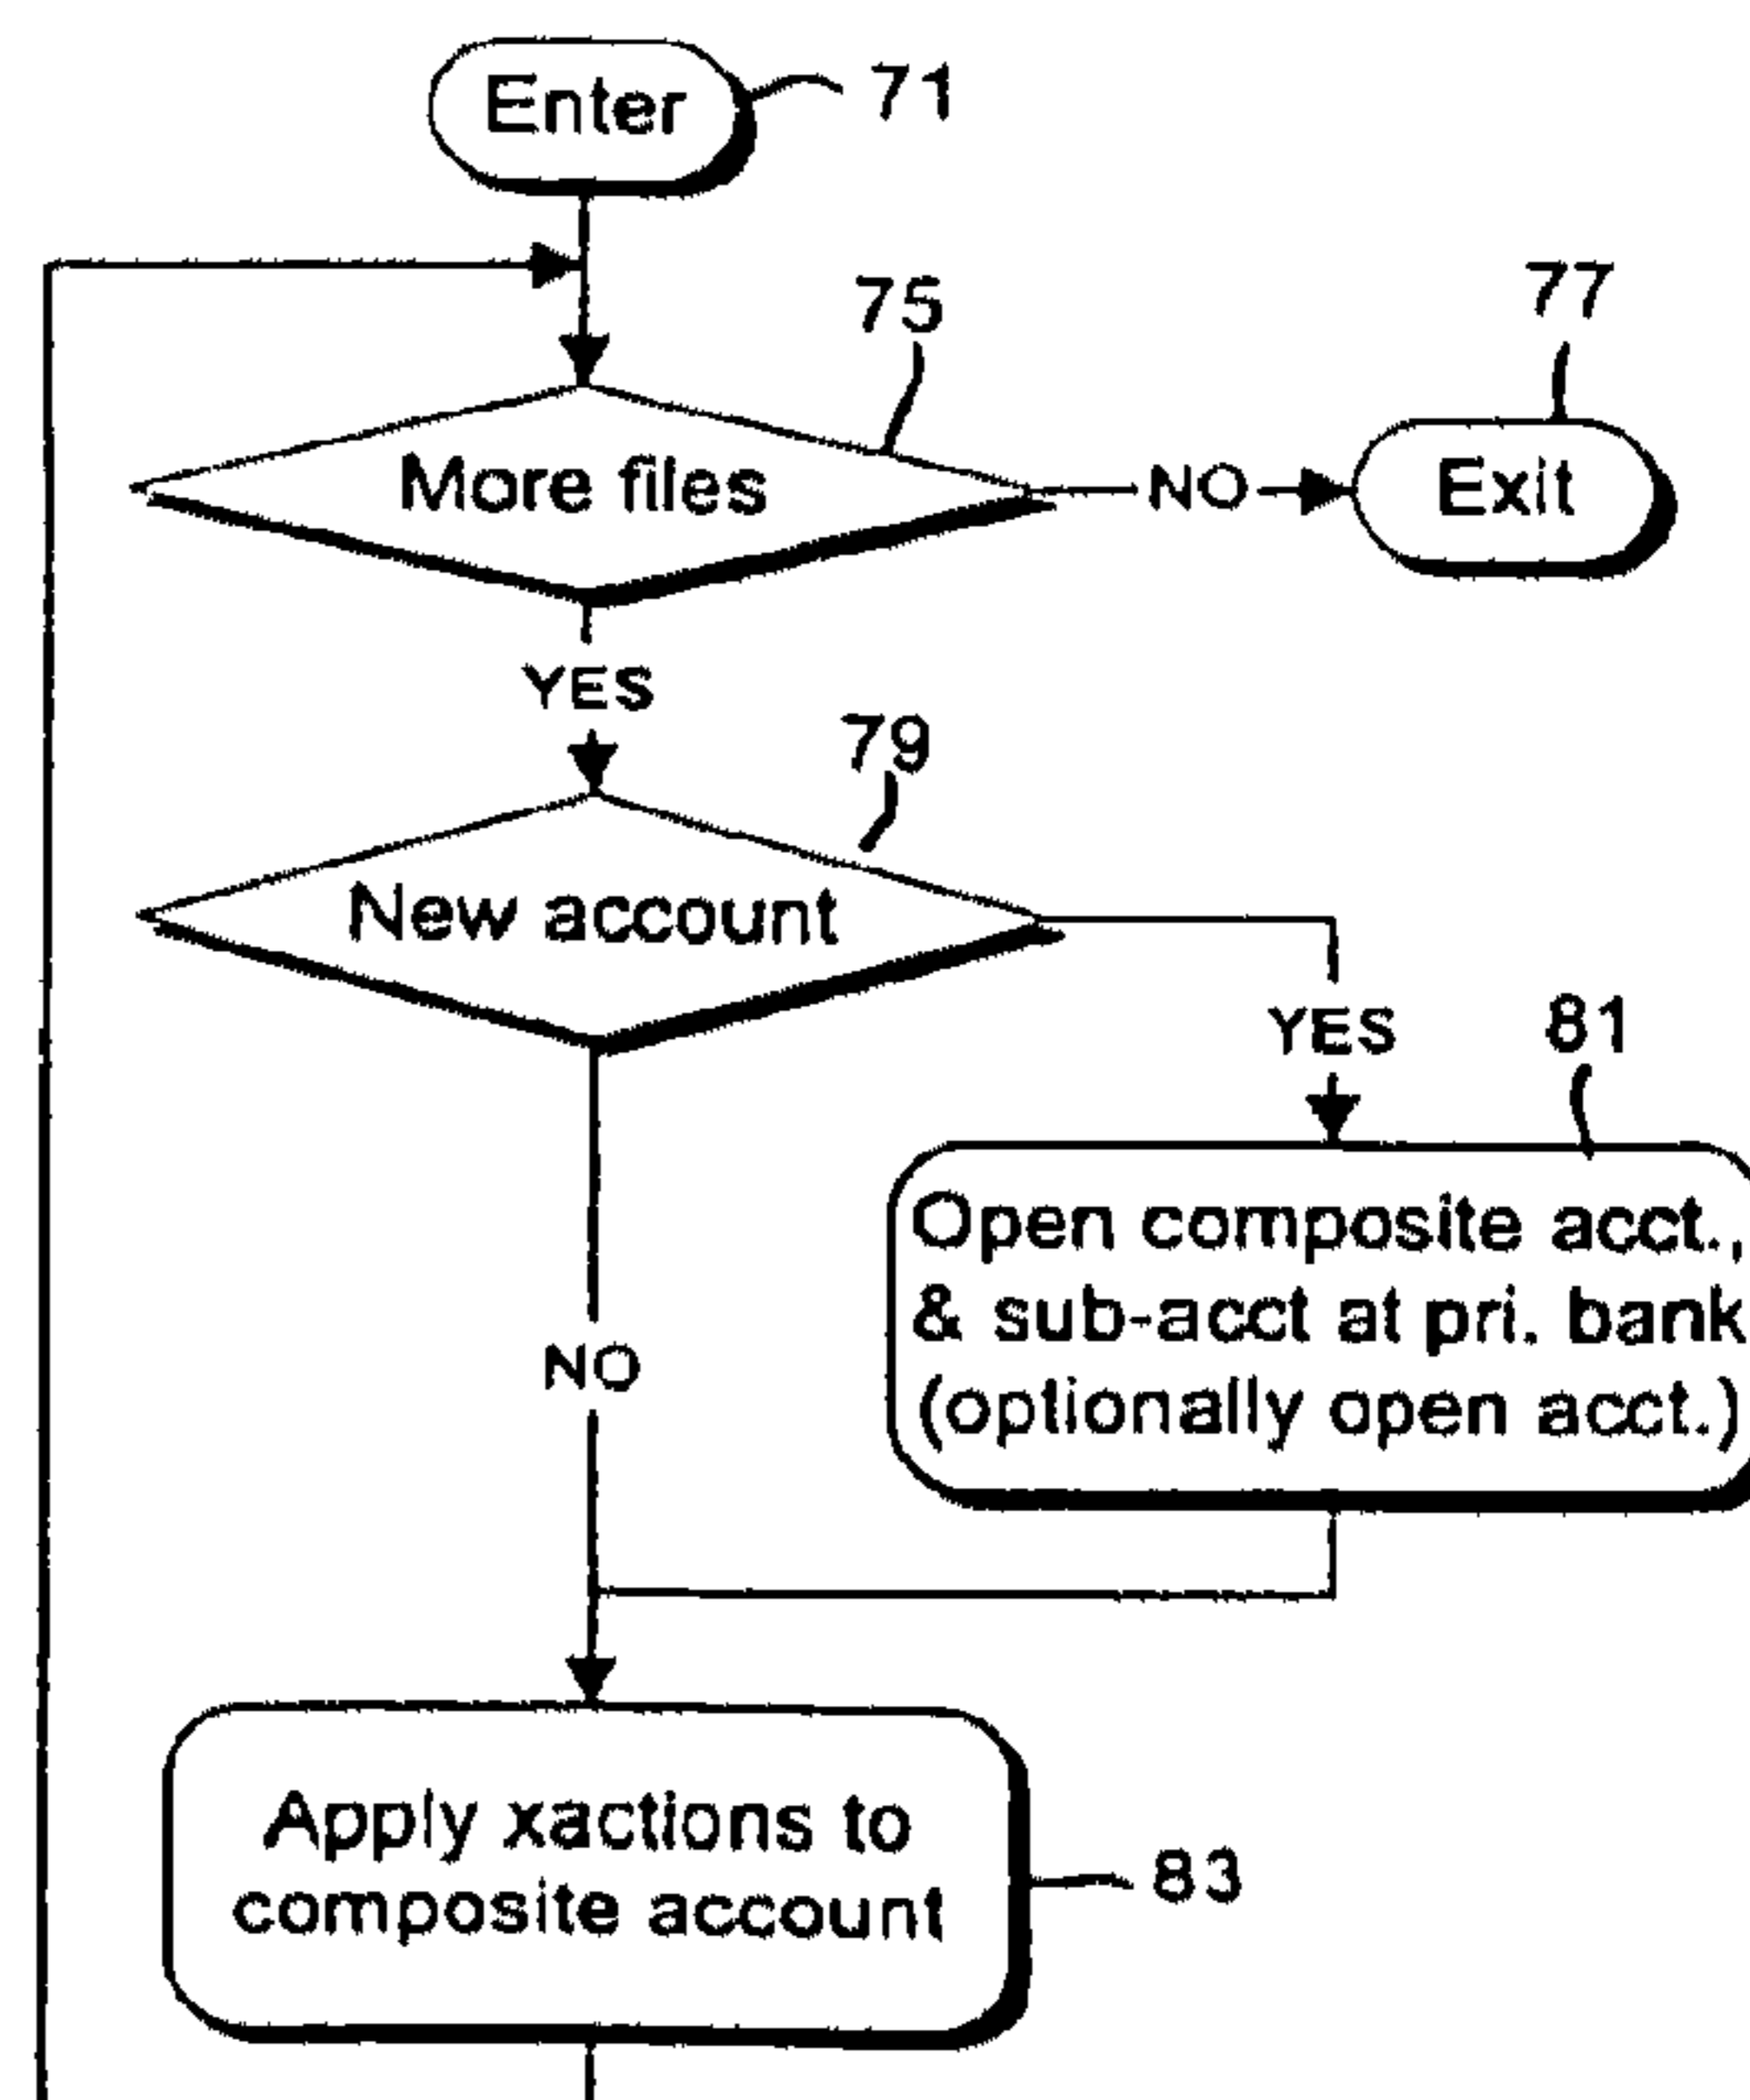 Enter
71
75
77
More files
NO
Exit
YES
79
New account
YES
81
Open composite acct.,
& sub-acct at pri. bank
(optionally open acct.)
NO
Apply xactions to
composite account
83